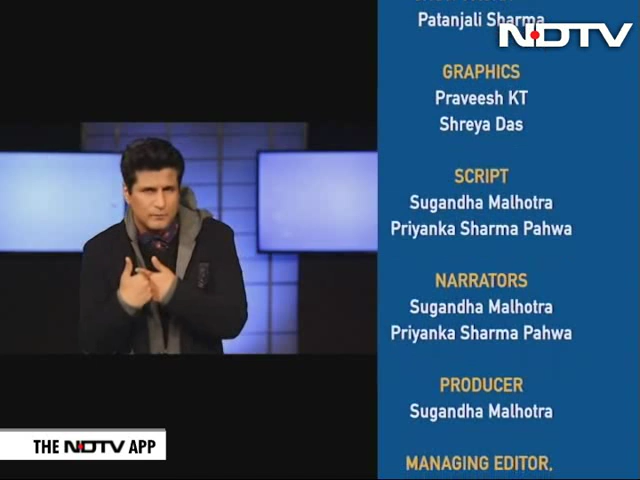 Patanjali Sharma
NDTV
GRAPHICS
Praveesh KT
Shreya Das
SCRIPT
Sugandha Malhotra
Priyanka Sharma Pahwa
NARRATORS
Sugandha Malhotra
Priyanka Sharma Pahwa
PRODUCER
Sugandha Malhotra
MANAGING EDITOR,
THE NDTV APP